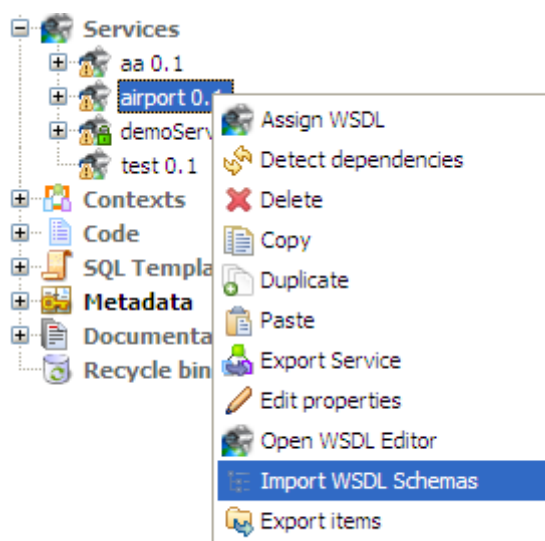 Services
aa 0.1
airport 0.1
demoServ
test 0.1
Contexts
Code
SQL Templa
Metadata
Documenta
Recycle bin
Assign WSDL
Detect dependencies
Delete
Copy
Duplicate
Paste
Export Service
Edit properties
Open WSDL Editor
Import WSDL Schemas
Export items